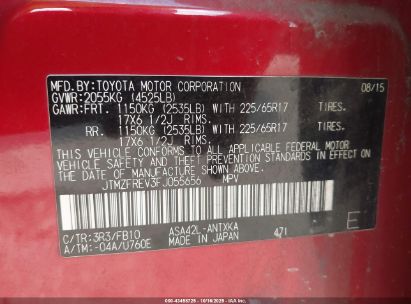 MFD.BY:TOYOTA MOTOR CORPORATION 08/15
GVWR:2055KG (4525LB)
GAWR:FRT. 1150KG (2535LB) WITH 225/65R17 TIRES.
17X6 1/2J RIMS.
RR. 1150KG (2535LB) WITH 225/65R17 TIRES.
17X6 1/2J RIMS.
THIS VEHICLE CONFORMS TO ALL APPLICABLE FEDERAL MOTOR
VEHICLE SAFETY AND THEFT PREVENTION STANDARDS IN EFFECT
ON THE DATE OF MANUFACTURE SHOWN ABOVE.
JTMZFREV3FJ055656 MPV
C/TR:3R3/FB10 ASA42L-ANTXKA
A/TM:-04A/U760E MADE IN JAPAN 471
E